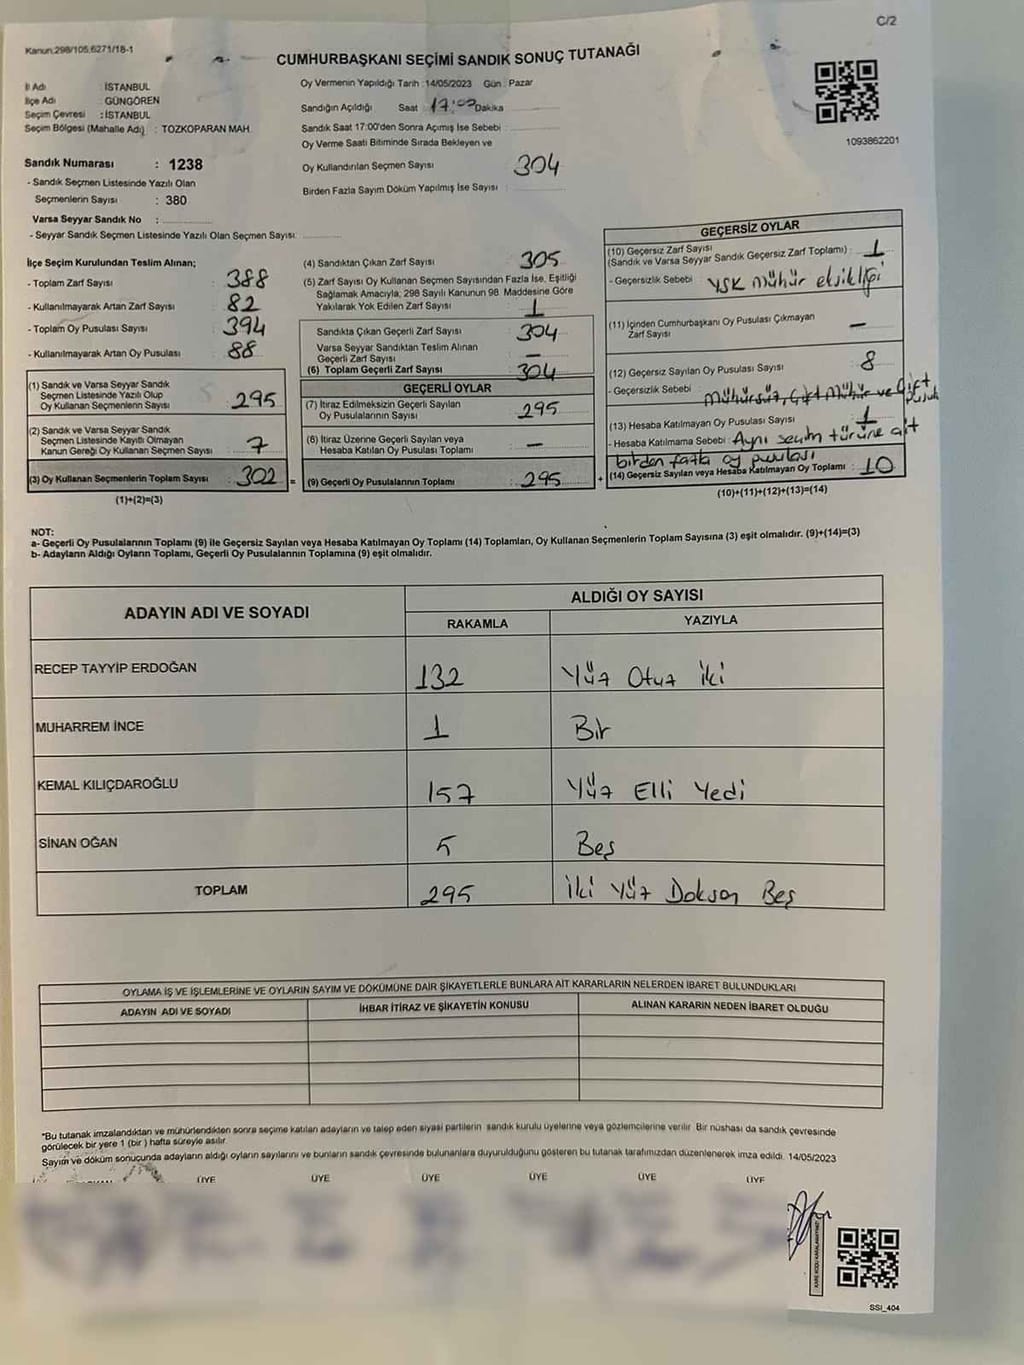 C/2
Kanun:298/105,6271/18-1
CUMHURBAŞKANI SEÇİMİ SANDIK SONUÇ TUTANAĞI
İl Adı : İSTANBUL
İlçe Adı : GÜNGÖREN
Seçim Çevresi : İSTANBUL
Seçim Bölgesi (Mahalle Adı) : TOZKOPARAN MAH.
Oy Vermenin Yapıldığı Tarih : 14/05/2023 Gün : Pazar
Sandığın Açıldığı Saat 17:00 Dakika
Sandık Saat 17:00'den Sonra Açımış İse Sebebi :
Oy Verme Saati Bitiminde Sırada Bekleyen ve
Oy Kullandırılan Seçmen Sayısı 304
Birden Fazla Sayım Döküm Yapılmış İse Sayısı :
1093862201
Sandık Numarası : 1238
- Sandık Seçmen Listesinde Yazılı Olan
Seçmenlerin Sayısı : 380
Varsa Seyyar Sandık No :
- Seyyar Sandık Seçmen Listesinde Yazılı Olan Seçmen Sayısı:
İlçe Seçim Kurulundan Teslim Alınan;
- Toplam Zarf Sayısı : 388
- Kullanılmayarak Artan Zarf Sayısı : 82
- Toplam Oy Pusulası Sayısı : 394
- Kullanılmayarak Artan Oy Pusulası : 88
(1) Sandık ve Varsa Seyyar Sandık
Seçmen Listesinde Yazılı Olup
Oy Kullanan Seçmenlerin Sayısı : 295
(2) Sandık ve Varsa Seyyar Sandık
Seçmen Listesinde Kayıtlı Olmayan
Kanun Gereği Oy Kullanan Seçmen Sayısı : 7
(3) Oy Kullanan Seçmenlerin Toplam Sayısı : 302 =
(1)+(2)=(3)
(4) Sandıktan Çıkan Zarf Sayısı : 305
(5) Zarf Sayısı Oy Kullanan Seçmen Sayısından Fazla İse, Eşitliği
Sağlamak Amacıyla, 298 Sayılı Kanunun 98. Maddesine Göre
Yakılarak Yok Edilen Zarf Sayısı : 1
Sandıkta Çıkan Geçerli Zarf Sayısı : 304
Varsa Seyyar Sandıktan Teslim Alınan
Geçerli Zarf Sayısı : –
(6) Toplam Geçerli Zarf Sayısı : 304
GEÇERLİ OYLAR
(7) İtiraz Edilmeksizin Geçerli Sayılan
Oy Pusulalarının Sayısı : 295
(8) İtiraz Üzerine Geçerli Sayılan veya
Hesaba Katılan Oy Pusulası Toplamı : –
(9) Geçerli Oy Pusulalarının Toplamı : 295 +
GEÇERSİZ OYLAR
(10) Geçersiz Zarf Sayısı
(Sandık ve Varsa Seyyar Sandık Geçersiz Zarf Toplamı) : 1
- Geçersizlik Sebebi : YSK mühür eksikliği
(11) İçinden Cumhurbaşkanı Oy Pusulası Çıkmayan
Zarf Sayısı : –
(12) Geçersiz Sayılan Oy Pusulası Sayısı : 8
- Geçersizlik Sebebi : Mühürsüz, Çift Mühür ve Çift
(13) Hesaba Katılmayan Oy Pusulası Sayısı : 1
- Hesaba Katılmama Sebebi : Aynı seçim türüne ait
birden fazla oy pusulası
(14) Geçersiz Sayılan veya Hesaba Katılmayan Oy Toplamı : 10
(10)+(11)+(12)+(13)=(14)
NOT:
a- Geçerli Oy Pusulalarının Toplamı (9) ile Geçersiz Sayılan veya Hesaba Katılmayan Oy Toplamı (14) Toplamları, Oy Kullanan Seçmenlerin Toplam Sayısına (3) eşit olmalıdır. (9)+(14)=(3)
b- Adayların Aldığı Oyların Toplamı, Geçerli Oy Pusulalarının Toplamına (9) eşit olmalıdır.
ADAYIN ADI VE SOYADI
ALDIĞI OY SAYISI
RAKAMLA YAZIYLA
RECEP TAYYİP ERDOĞAN 132 Yüz Otuz İki
MUHARREM İNCE 1 Bir
KEMAL KILIÇDAROĞLU 157 Yüz Elli Yedi
SİNAN OĞAN 5 Beş
TOPLAM 295 İki Yüz Doksan Beş
OYLAMA İŞ VE İŞLEMLERİNE VE OYLARIN SAYIM VE DÖKÜMÜNE DAİR ŞİKAYETLERLE BUNLARA AİT KARARLARIN NELERDEN İBARET BULUNDUKLARI
ADAYIN ADI VE SOYADI İHBAR İTİRAZ VE ŞİKAYETİN KONUSU ALINAN KARARIN NEDEN İBARET OLDUĞU
*Bu tutanak imzalandıktan ve mühürlendikten sonra seçime katılan adayların ve talep eden siyasi partilerin sandık kurulu üyelerine veya gözlemcilerine verilir. Bir nüshası da sandık çevresinde
görülecek bir yere 1 (bir ) hafta süreyle asılır.
Sayım ve döküm sonucunda adayların aldığı oyların sayılarını ve bunların sandık çevresinde bulunanlara duyurulduğunu gösteren bu tutanak tarafımızdan düzenlenerek imza edildi. 14/05/2023
ÜYE ÜYE ÜYE ÜYE ÜYE ÜYE
KARE KODU KARALAMAYINIZ
SSI_404